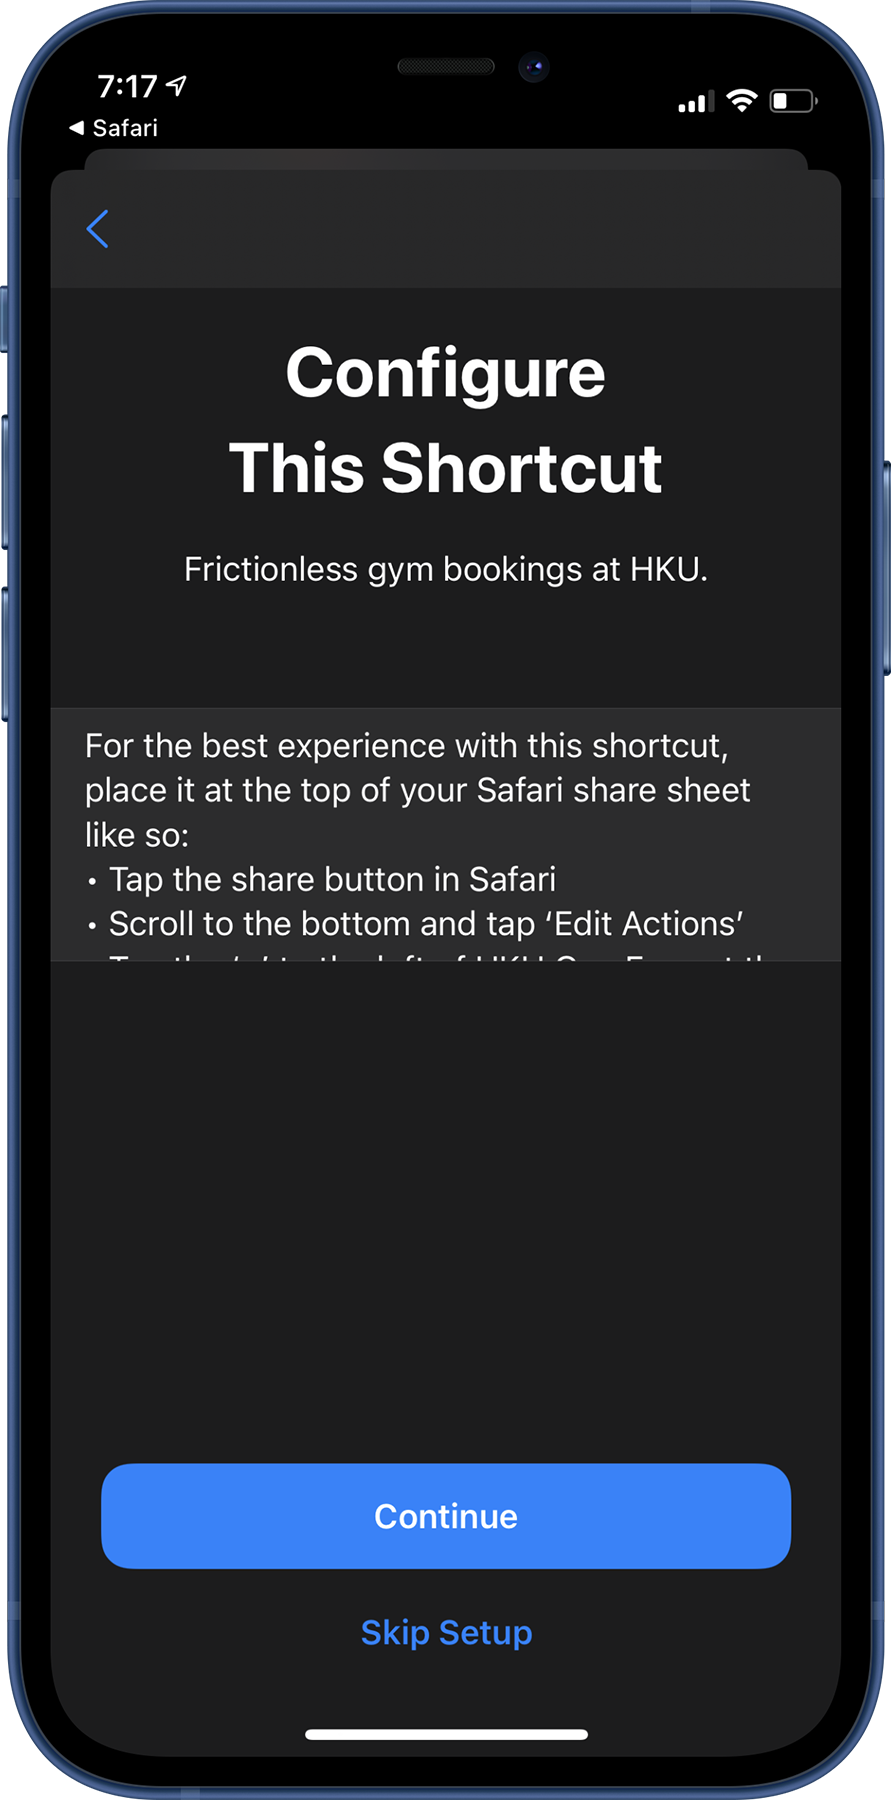 7:17
◀ Safari
Configure
This Shortcut
Frictionless gym bookings at HKU.
For the best experience with this shortcut,
place it at the top of your Safari share sheet
like so:
• Tap the share button in Safari
• Scroll to the bottom and tap ‘Edit Actions’
Continue
Skip Setup